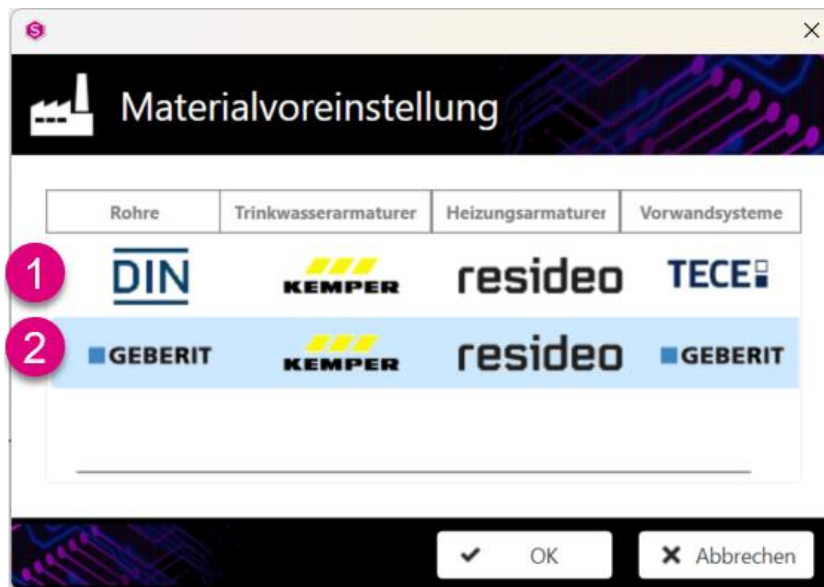 S
Materialvoreinstellung
Rohre Trinkwasserarmaturer Heizungsarmaturer Vorwandsysteme
1 DIN KEMPER resideo TECE
2 GEBERIT KEMPER resideo GEBERIT
OK Abbrechen